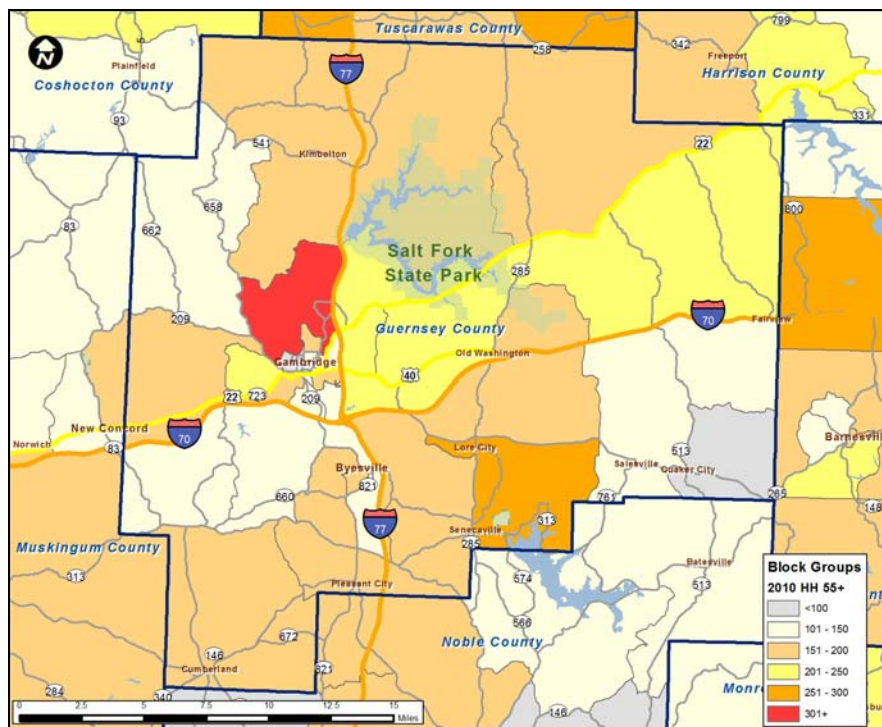 Tuscarawas County
799
N
77
258
342
Freeport
5
Plainfield
Coshocton County
Harrison County
93
331
541
22
Kimbolton
658
800
83
662
Salt Fork
State Park
285
209
Guernsey County
70
Fairview
Old Washington
Cambridge
40
22
723
209
New Concord
Norwich
83
70
Lore City
513
Barnesville
Byesville
Salesville
Quaker City
821
660
761
265
77
Senecaville
313
148
285
Muskingum County
313
574
Batesville
513
Pleasant City
566
672
Noble County
146
Cumberland
821
284
340
146
Block Groups
2010 HH 55+
<100
101 - 150
151 - 200
201 - 250
251 - 300
301+
0 2.5 5 7.5 10 12.5 15
Miles